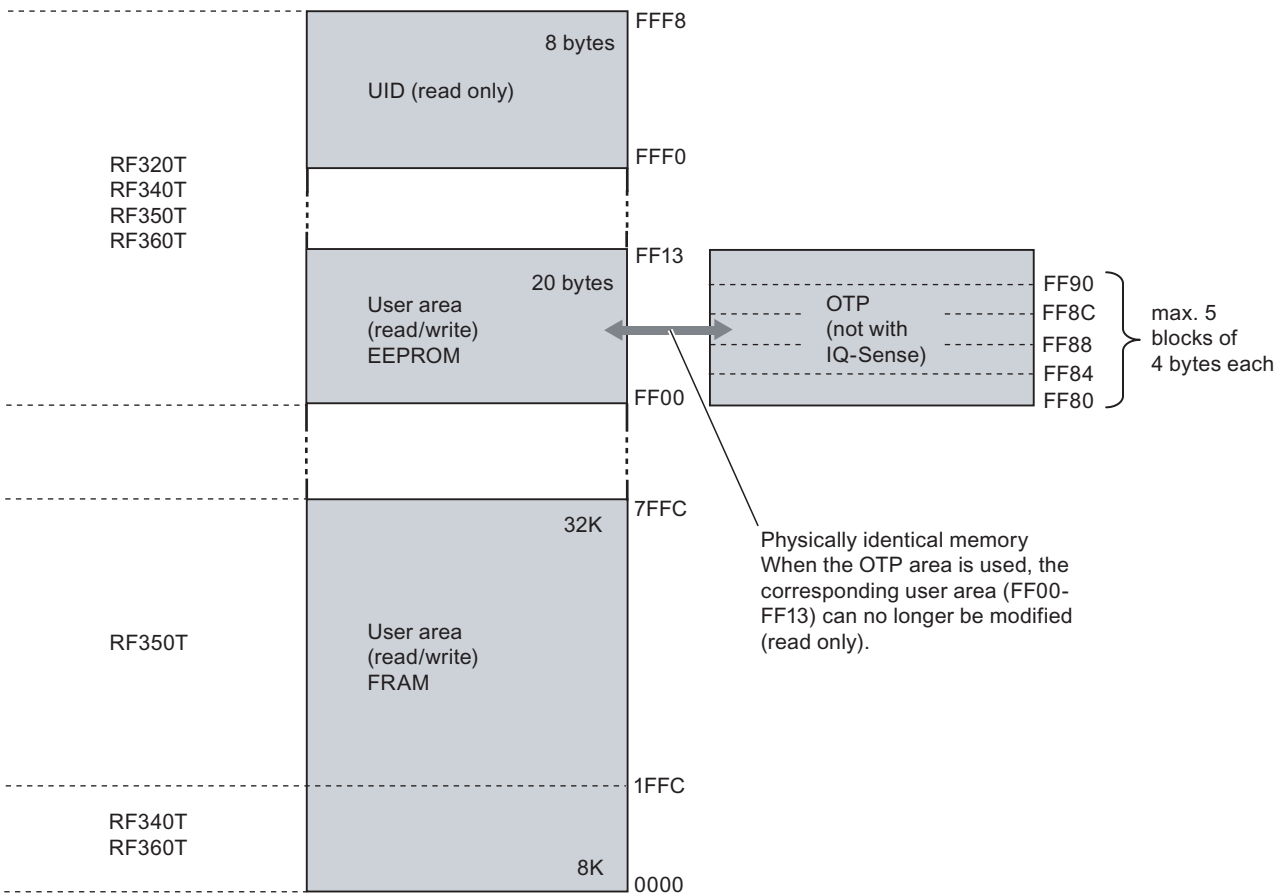 FFF8
8 bytes
UID (read only)
FFF0
RF320T
RF340T
RF350T
RF360T
FF13
20 bytes
User area
(read/write)
EEPROM
FF00
OTP
(not with
IQ-Sense)
FF90
FF8C
FF88
FF84
FF80
max. 5
blocks of
4 bytes each
7FFC
32K
Physically identical memory
When the OTP area is used, the
corresponding user area (FF00-
FF13) can no longer be modified
(read only).
RF350T
User area
(read/write)
FRAM
1FFC
RF340T
RF360T
8K
0000